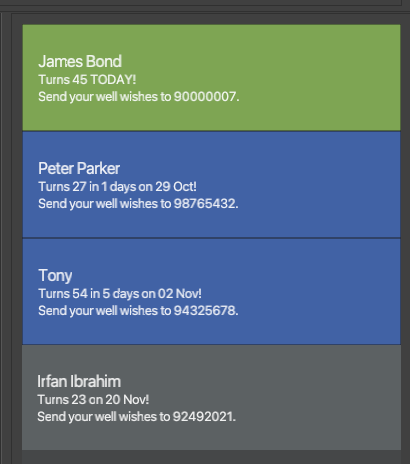 James Bond
Turns 45 TODAY!
Send your well wishes to 90000007.
Peter Parker
Turns 27 in 1 days on 29 Oct!
Send your well wishes to 98765432.
Tony
Turns 54 in 5 days on 02 Nov!
Send your well wishes to 94325678.
Irfan Ibrahim
Turns 23 on 20 Nov!
Send your well wishes to 92492021.